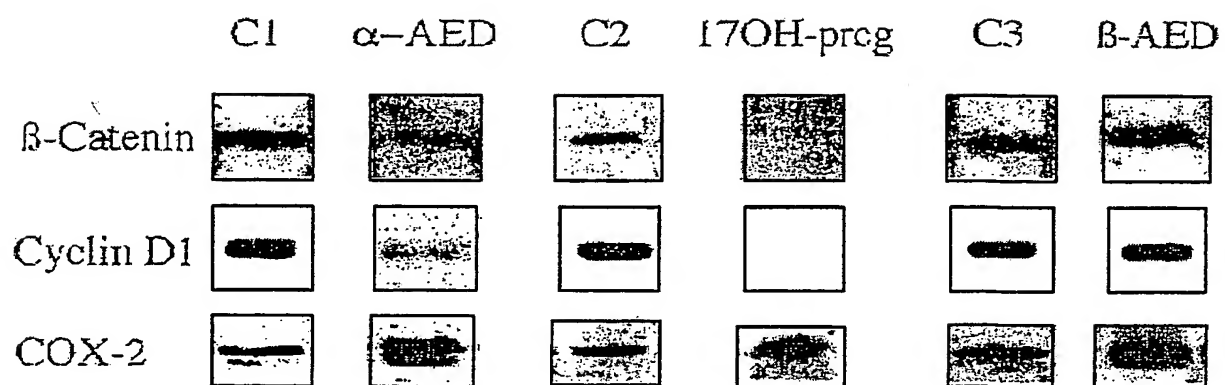 C1 α–AED C2 17OH-preg C3 ß-AED
ß-Catenin
Cyclin D1
COX-2